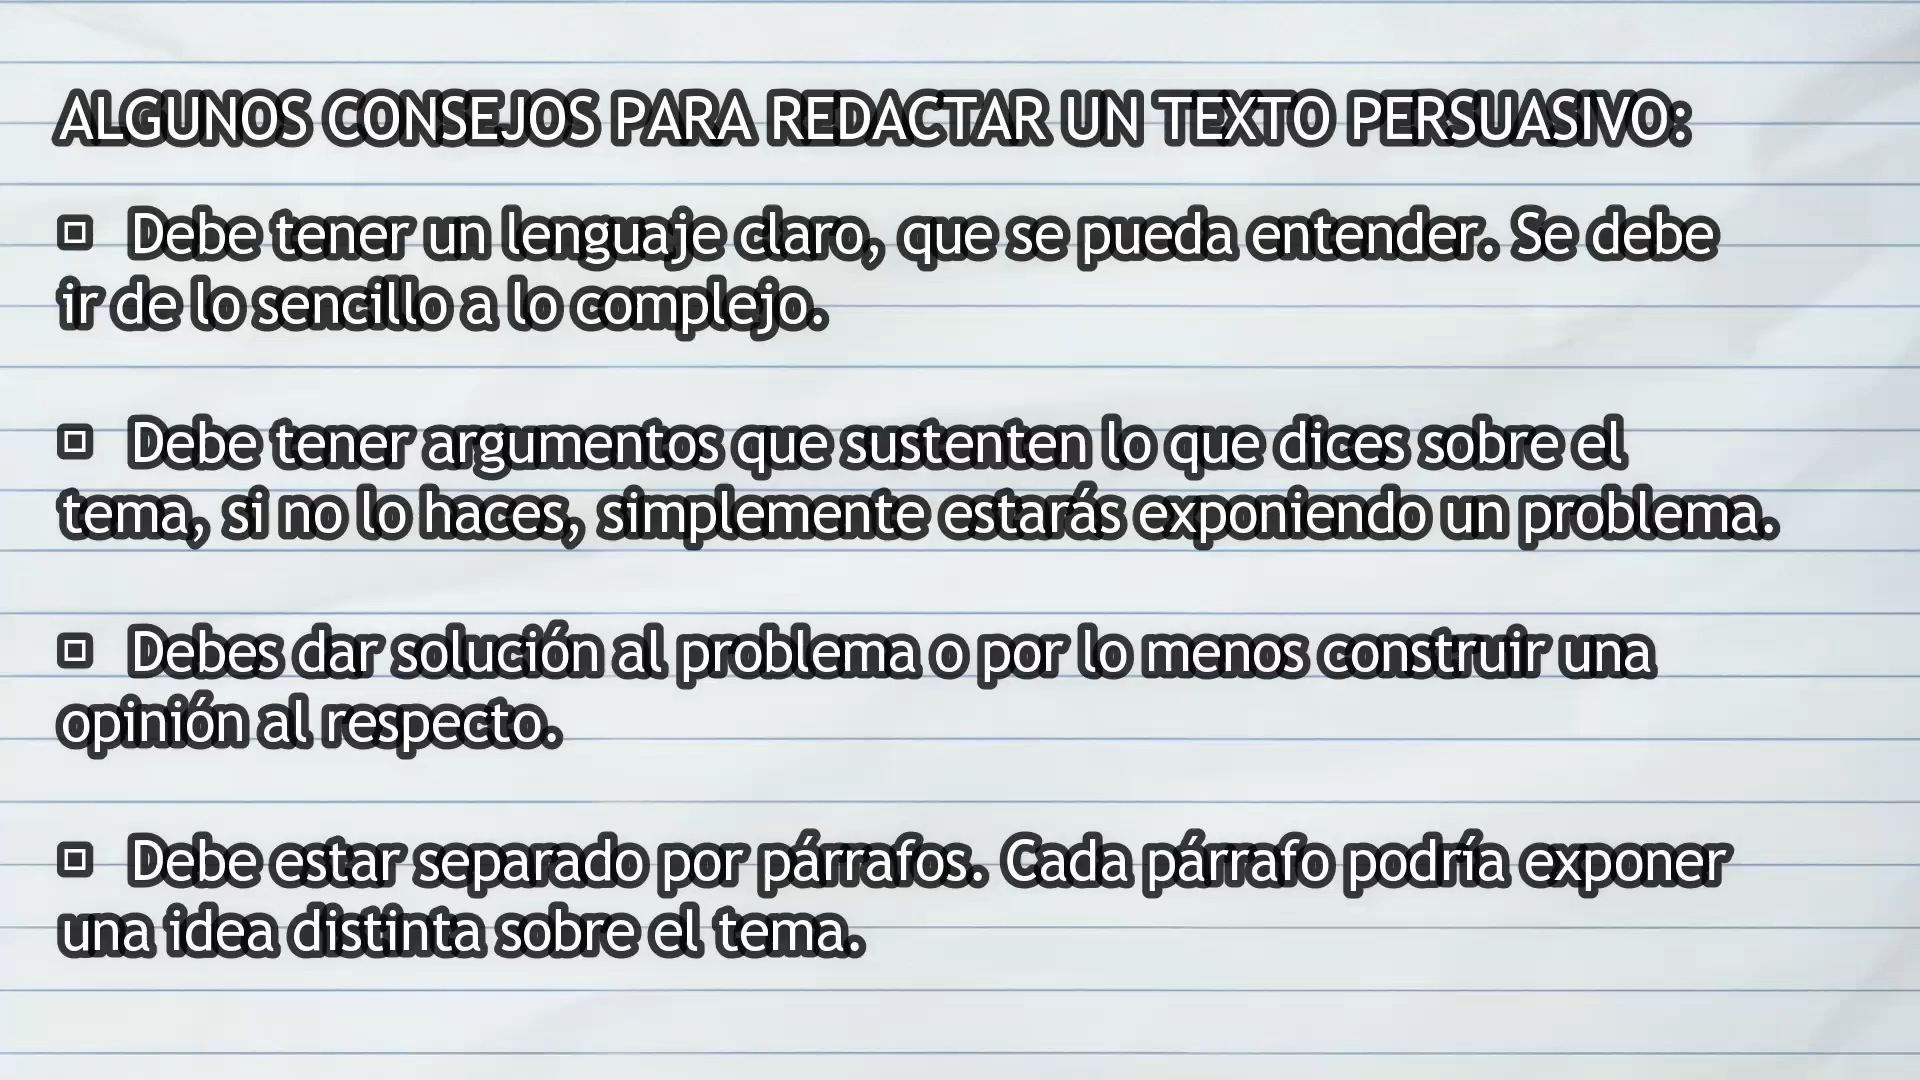 ALGUNOS CONSEJOS PARA REDACTAR UN TEXTO PERSUASIVO:
□ Debe tener un lenguaje claro, que se pueda entender. Se debe
ir de lo sencillo a lo complejo.
□ Debe tener argumentos que sustenten lo que dices sobre el
tema, si no lo haces, simplemente estarás exponiendo un problema.
□ Debes dar solución al problema o por lo menos construir una
opinión al respecto.
□ Debe estar separado por párrafos. Cada párrafo podría exponer
una idea distinta sobre el tema.